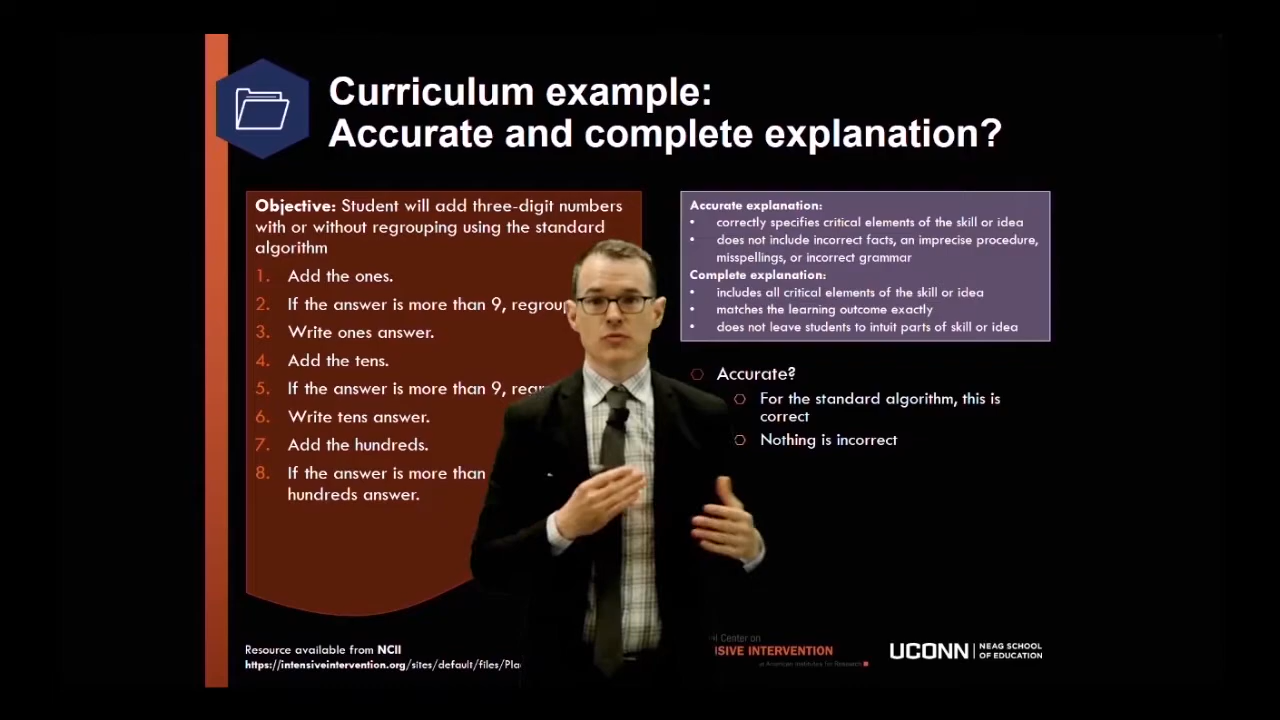 Curriculum example:
Accurate and complete explanation?
Objective: Student will add three-digit numbers
with or without regrouping using the standard
algorithm
1. Add the ones.
2. If the answer is more than 9,
3. Write ones answer.
4. Add the tens.
5. If the answer is more than 9,
6. Write tens answer.
7. Add the hundreds.
8. If the answer is more than
hundreds answer.
Accurate explanation:
• correctly specifies critical elements of the skill or idea
• does not include incorrect facts, an imprecise procedure,
misspellings, or incorrect grammar
Complete explanation:
• includes all critical elements of the skill or idea
• matches the learning outcome exactly
• does not leave students to intuit parts of skill or idea
Accurate?
For the standard algorithm, this is
correct
Nothing is incorrect
Resource available from NCII
https://intensiveintervention.org/sites/default/files/Pla
Center on
SIVE INTERVENTION
at American Institutes for Research
UCONN
NEAG SCHOOL
OF EDUCATION